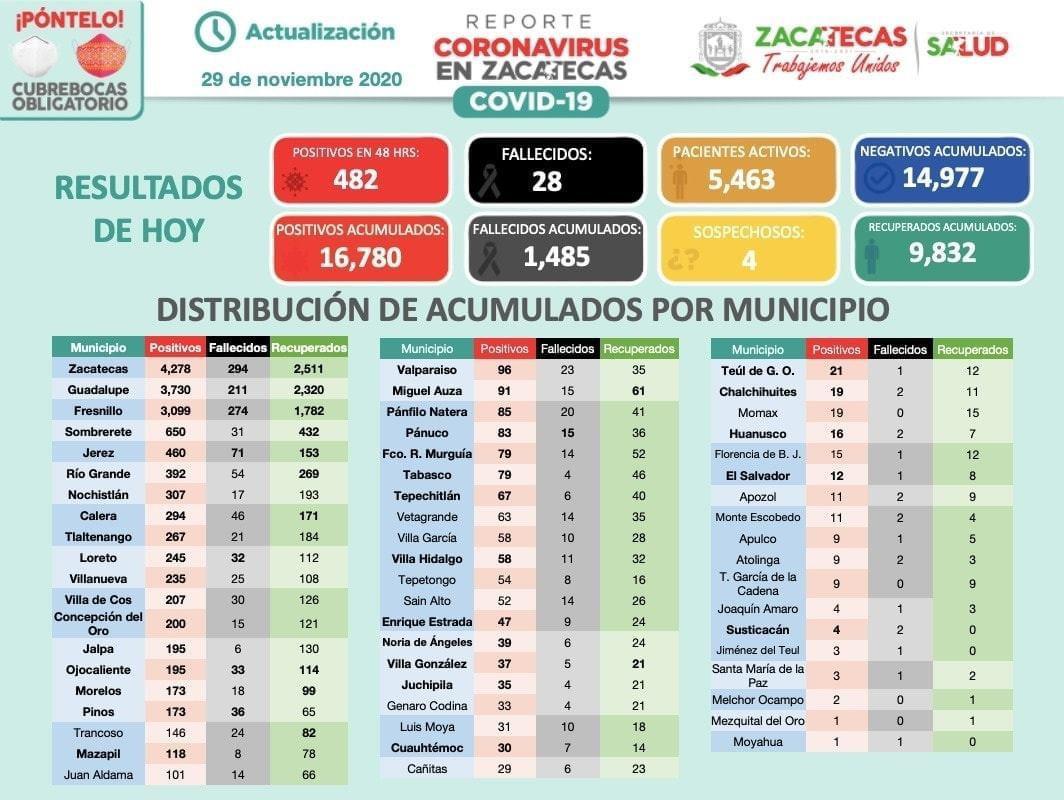 ¡PÓNTELO!
CUBREBOCAS
OBLIGATORIO
Actualización
29 de noviembre 2020
REPORTE
CORONAVIRUS
EN ZACATECAS
COVID-19
ZACATECAS
Trabajemos Unidos
SALUD
RESULTADOS
DE HOY
POSITIVOS EN 48 HRS:
482
FALLECIDOS:
28
PACIENTES ACTIVOS:
5,463
NEGATIVOS ACUMULADOS:
14,977
POSITIVOS ACUMULADOS:
16,780
FALLECIDOS ACUMULADOS:
1,485
SOSPECHOSOS:
4
¿?
RECUPERADOS ACUMULADOS:
9,832
DISTRIBUCIÓN DE ACUMULADOS POR MUNICIPIO
Municipio Positivos Fallecidos Recuperados
Zacatecas 4,278 294 2,511
Guadalupe 3,730 211 2,320
Fresnillo 3,099 274 1,782
Sombrerete 650 31 432
Jerez 460 71 153
Río Grande 392 54 269
Nochistlán 307 17 193
Calera 294 46 171
Tlaltenango 267 21 184
Loreto 245 32 112
Villanueva 235 25 108
Villa de Cos 207 30 126
Concepción del
Oro 200 15 121
Jalpa 195 6 130
Ojocaliente 195 33 114
Morelos 173 18 99
Pinos 173 36 65
Trancoso 146 24 82
Mazapil 118 8 78
Juan Aldama 101 14 66
Municipio Positivos Fallecidos Recuperados
Valparaiso 96 23 35
Miguel Auza 91 15 61
Pánfilo Natera 85 20 41
Pánuco 83 15 36
Fco. R. Murguía 79 14 52
Tabasco 79 4 46
Tepechitlán 67 6 40
Vetagrande 63 14 35
Villa García 58 10 28
Villa Hidalgo 58 11 32
Tepetongo 54 8 16
Sain Alto 52 14 26
Enrique Estrada 47 9 24
Noria de Ángeles 39 6 24
Villa González 37 5 21
Juchipila 35 4 21
Genaro Codina 33 4 21
Luis Moya 31 10 18
Cuauhtémoc 30 7 14
Cañitas 29 6 23
Municipio Positivos Fallecidos Recuperados
Teúl de G. O. 21 1 12
Chalchihuites 19 2 11
Momax 19 0 15
Huanusco 16 2 7
Florencia de B. J. 15 1 12
El Salvador 12 1 8
Apozol 11 2 9
Monte Escobedo 11 2 4
Apulco 9 1 5
Atolinga 9 2 3
T. García de la
Cadena 9 0 9
Joaquín Amaro 4 1 3
Susticacán 4 2 0
Jiménez del Teul 3 1 0
Santa María de la
Paz 3 1 2
Melchor Ocampo 2 0 1
Mezquital del Oro 1 0 1
Moyahua 1 1 0